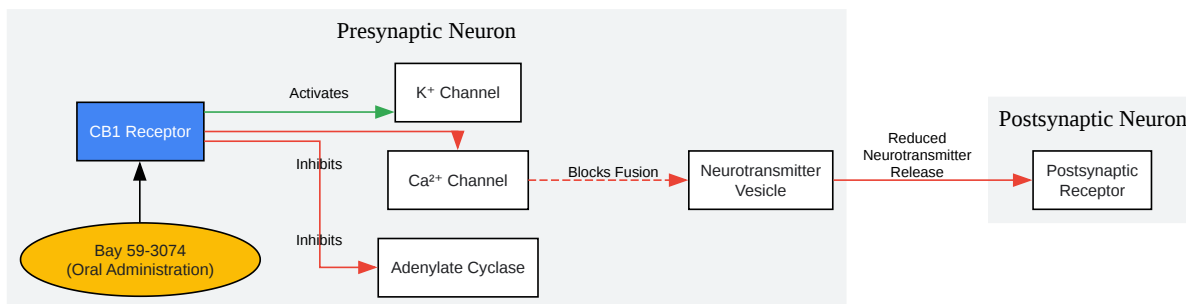 Presynaptic Neuron
Activates
K⁺ Channel
CB1 Receptor
Inhibits
Ca²⁺ Channel
Blocks Fusion
Neurotransmitter
Vesicle
Reduced
Neurotransmitter
Release
Postsynaptic Neuron
Postsynaptic
Receptor
Bay 59-3074
(Oral Administration)
Inhibits
Adenylate Cyclase